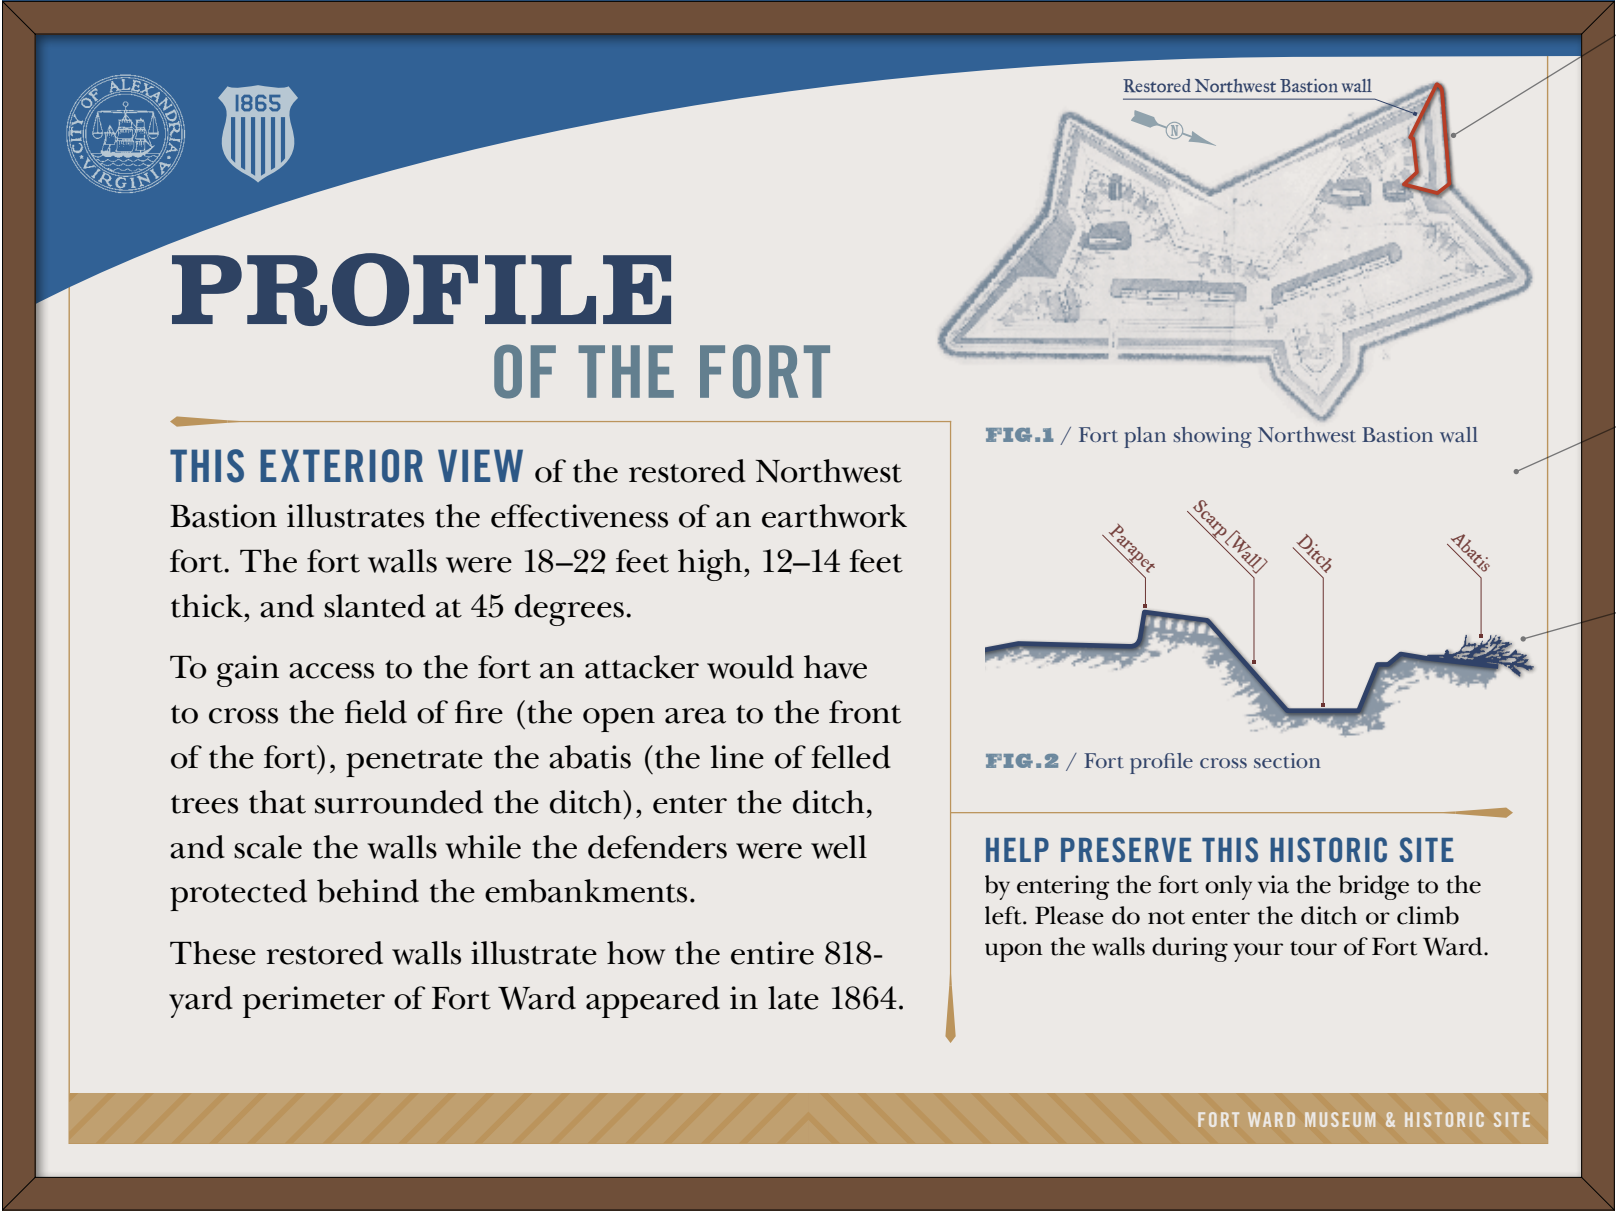 CITY OF ALEXANDRIA
VIRGINIA
1865
PROFILE
OF THE FORT
THIS EXTERIOR VIEW of the restored Northwest
Bastion illustrates the effectiveness of an earthwork
fort. The fort walls were 18–22 feet high, 12–14 feet
thick, and slanted at 45 degrees.
To gain access to the fort an attacker would have
to cross the field of fire (the open area to the front
of the fort), penetrate the abatis (the line of felled
trees that surrounded the ditch), enter the ditch,
and scale the walls while the defenders were well
protected behind the embankments.
These restored walls illustrate how the entire 818-
yard perimeter of Fort Ward appeared in late 1864.
Restored Northwest Bastion wall
N
FIG.1 / Fort plan showing Northwest Bastion wall
Parapet
Scarp [Wall]
Ditch
Abatis
FIG.2 / Fort profile cross section
HELP PRESERVE THIS HISTORIC SITE
by entering the fort only via the bridge to the
left. Please do not enter the ditch or climb
upon the walls during your tour of Fort Ward.
FORT WARD MUSEUM & HISTORIC SITE